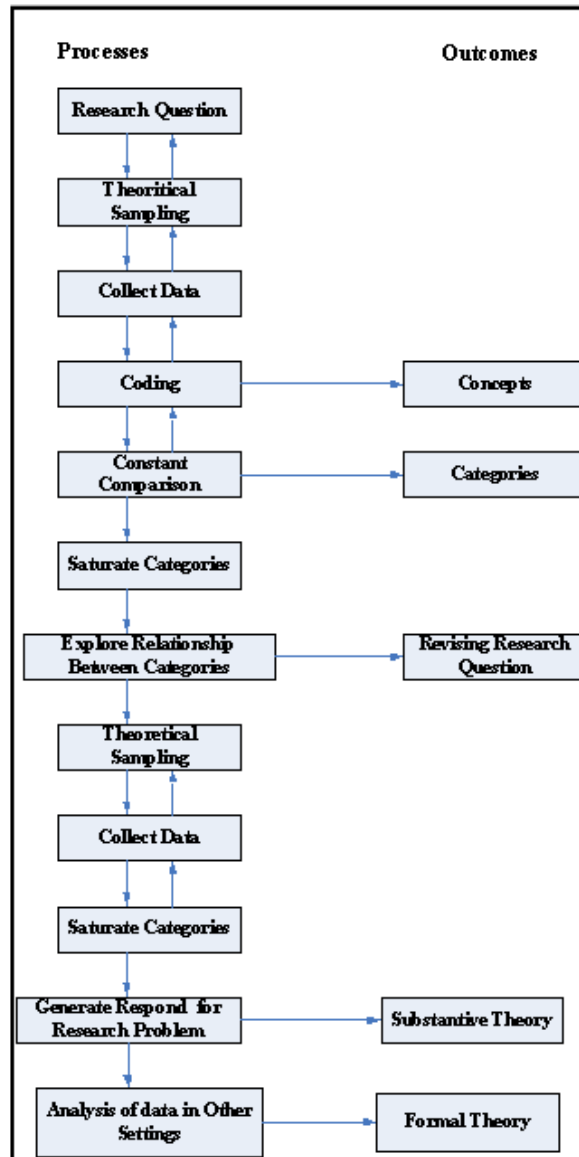 Processes Outcomes
Research Question
Theoritical
Sampling
Collect Data
Coding Concepts
Constant
Comparison
Categories
Saturate Categories
Explore Relationship
Between Categories
Revising Research
Question
Theoretical
Sampling
Collect Data
Saturate Categories
Generate Respond for
Research Problem
Substantive Theory
Analysis of data in Other
Settings
Formal Theory